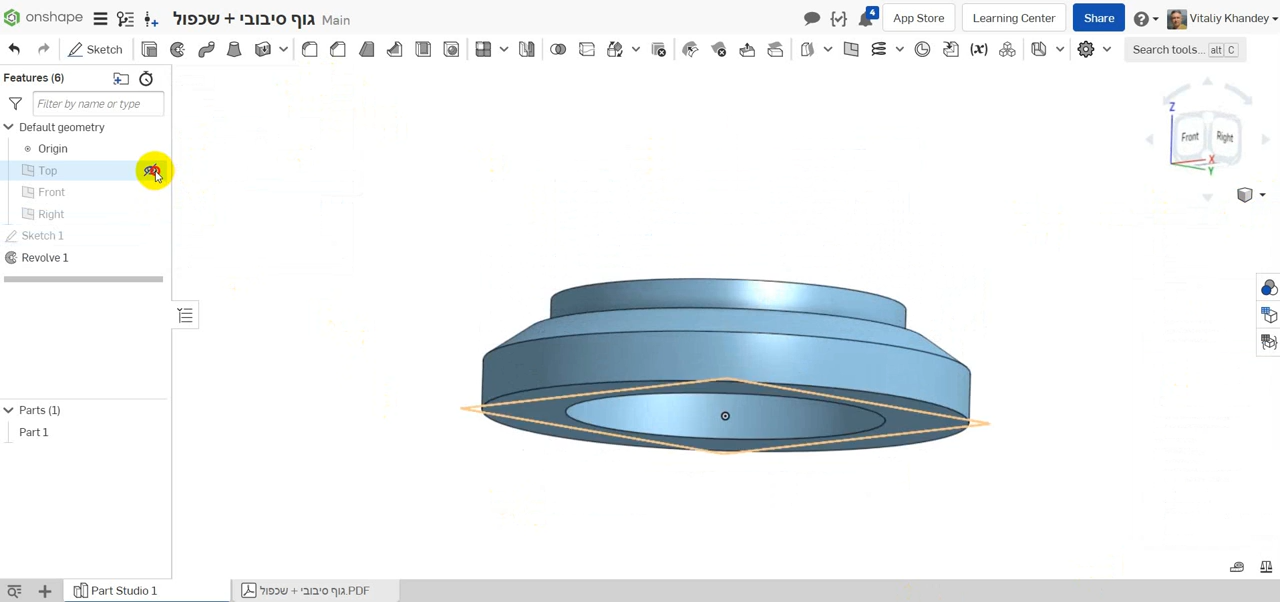 onshape
גוף סיבובי + שכפול Main
4
App Store
Learning Center
Share
Vitaliy Khandey
Sketch
Search tools... alt C
Features (6)
Filter by name or type
Default geometry
Origin
Top
Front
Right
Sketch 1
Revolve 1
Parts (1)
Part 1
Z
Front
Right
X
Y
Part Studio 1
גוף סיבובי + שכפול.PDF